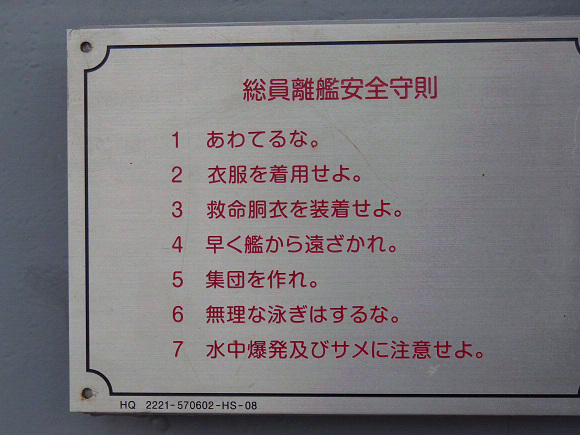 総員離艦安全守則
1 あわてるな。
2 衣服を着用せよ。
3 救命胴衣を装着せよ。
4 早く艦から遠ざかれ。
5 集団を作れ。
6 無理な泳ぎはするな。
7 水中爆発及びサメに注意せよ。
HQ 2221-570602-HS-08